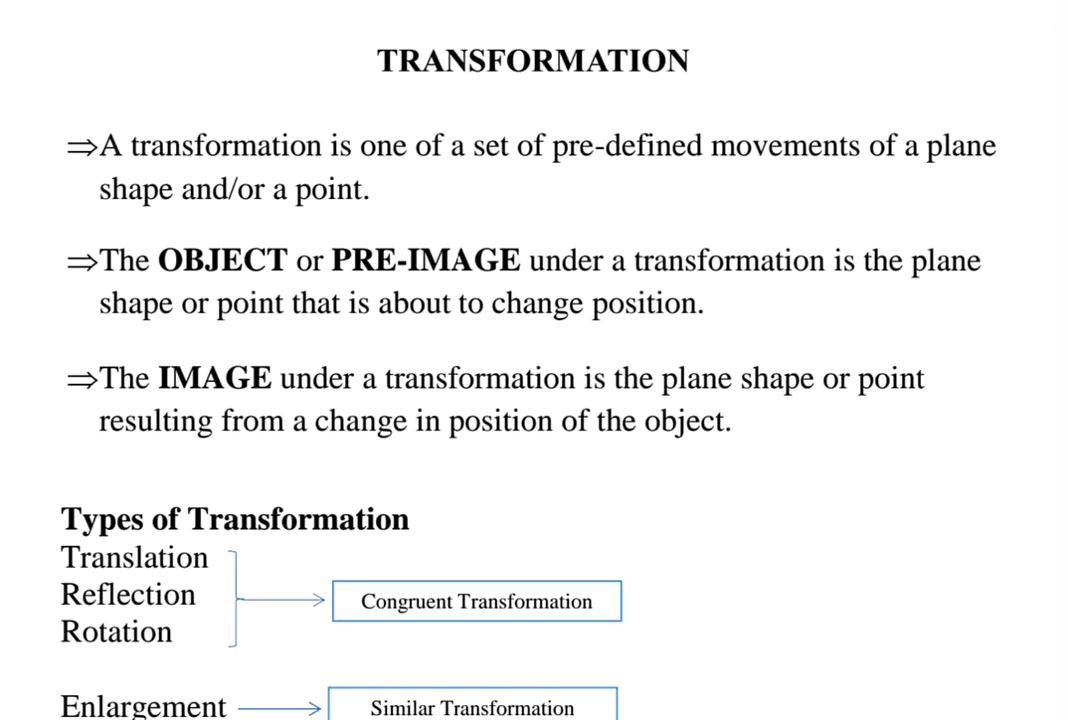 TRANSFORMATION
⇒A transformation is one of a set of pre-defined movements of a plane
shape and/or a point.
⇒The OBJECT or PRE-IMAGE under a transformation is the plane
shape or point that is about to change position.
⇒The IMAGE under a transformation is the plane shape or point
resulting from a change in position of the object.
Types of Transformation
Translation
Reflection
Congruent Transformation
Rotation
Enlargement
Similar Transformation